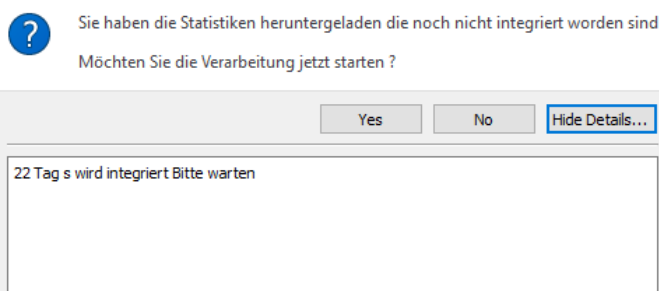 ?
Sie haben die Statistiken heruntergeladen die noch nicht integriert worden sind
Möchten Sie die Verarbeitung jetzt starten ?
Yes No Hide Details...
22 Tag s wird integriert Bitte warten